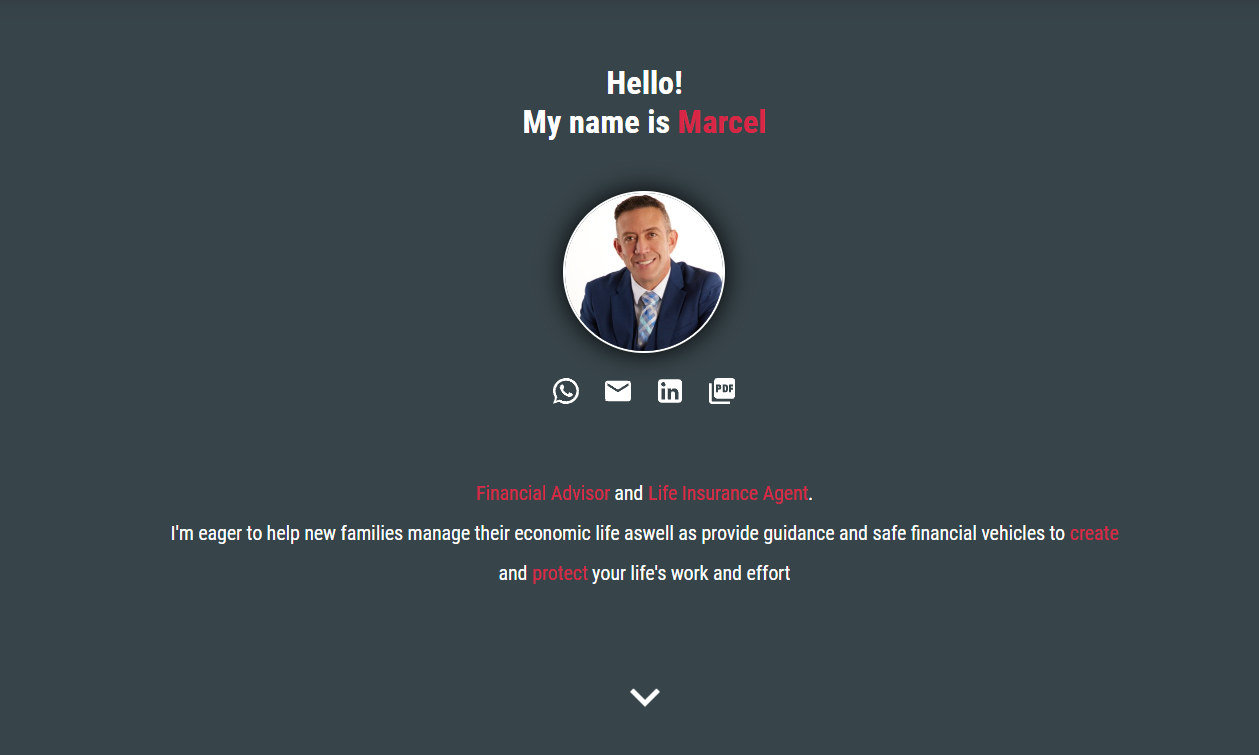 Hello!
My name is Marcel
PDF
Financial Advisor and Life Insurance Agent.
I'm eager to help new families manage their economic life aswell as provide guidance and safe financial vehicles to create
and protect your life's work and effort